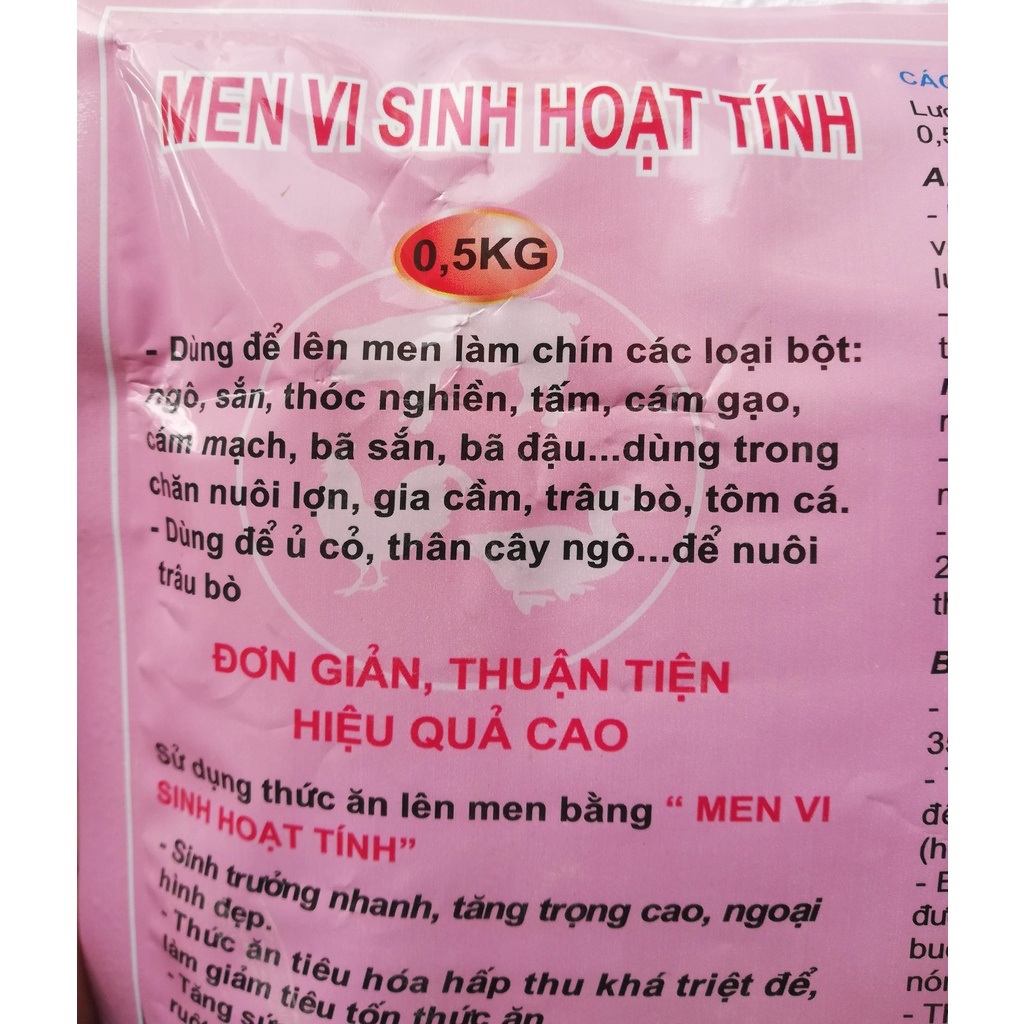 MEN VI SINH HOẠT TÍNH
0,5KG
- Dùng để lên men làm chín các loại bột:
ngô, sắn, thóc nghiền, tấm, cám gạo,
cám mạch, bã sắn, bã đậu...dùng trong
chăn nuôi lợn, gia cầm, trâu bò, tôm cá.
- Dùng để ủ cỏ, thân cây ngô...để nuôi
trâu bò
ĐƠN GIẢN, THUẬN TIỆN
HIỆU QUẢ CAO
Sử dụng thức ăn lên men bằng “ MEN VI
SINH HOẠT TÍNH”
- Sinh trưởng nhanh, tăng trọng cao, ngoại
hình đẹp.
- Thức ăn tiêu hóa hấp thu khá triệt để,
làm giảm tiêu tốn thức ăn
- Tăng